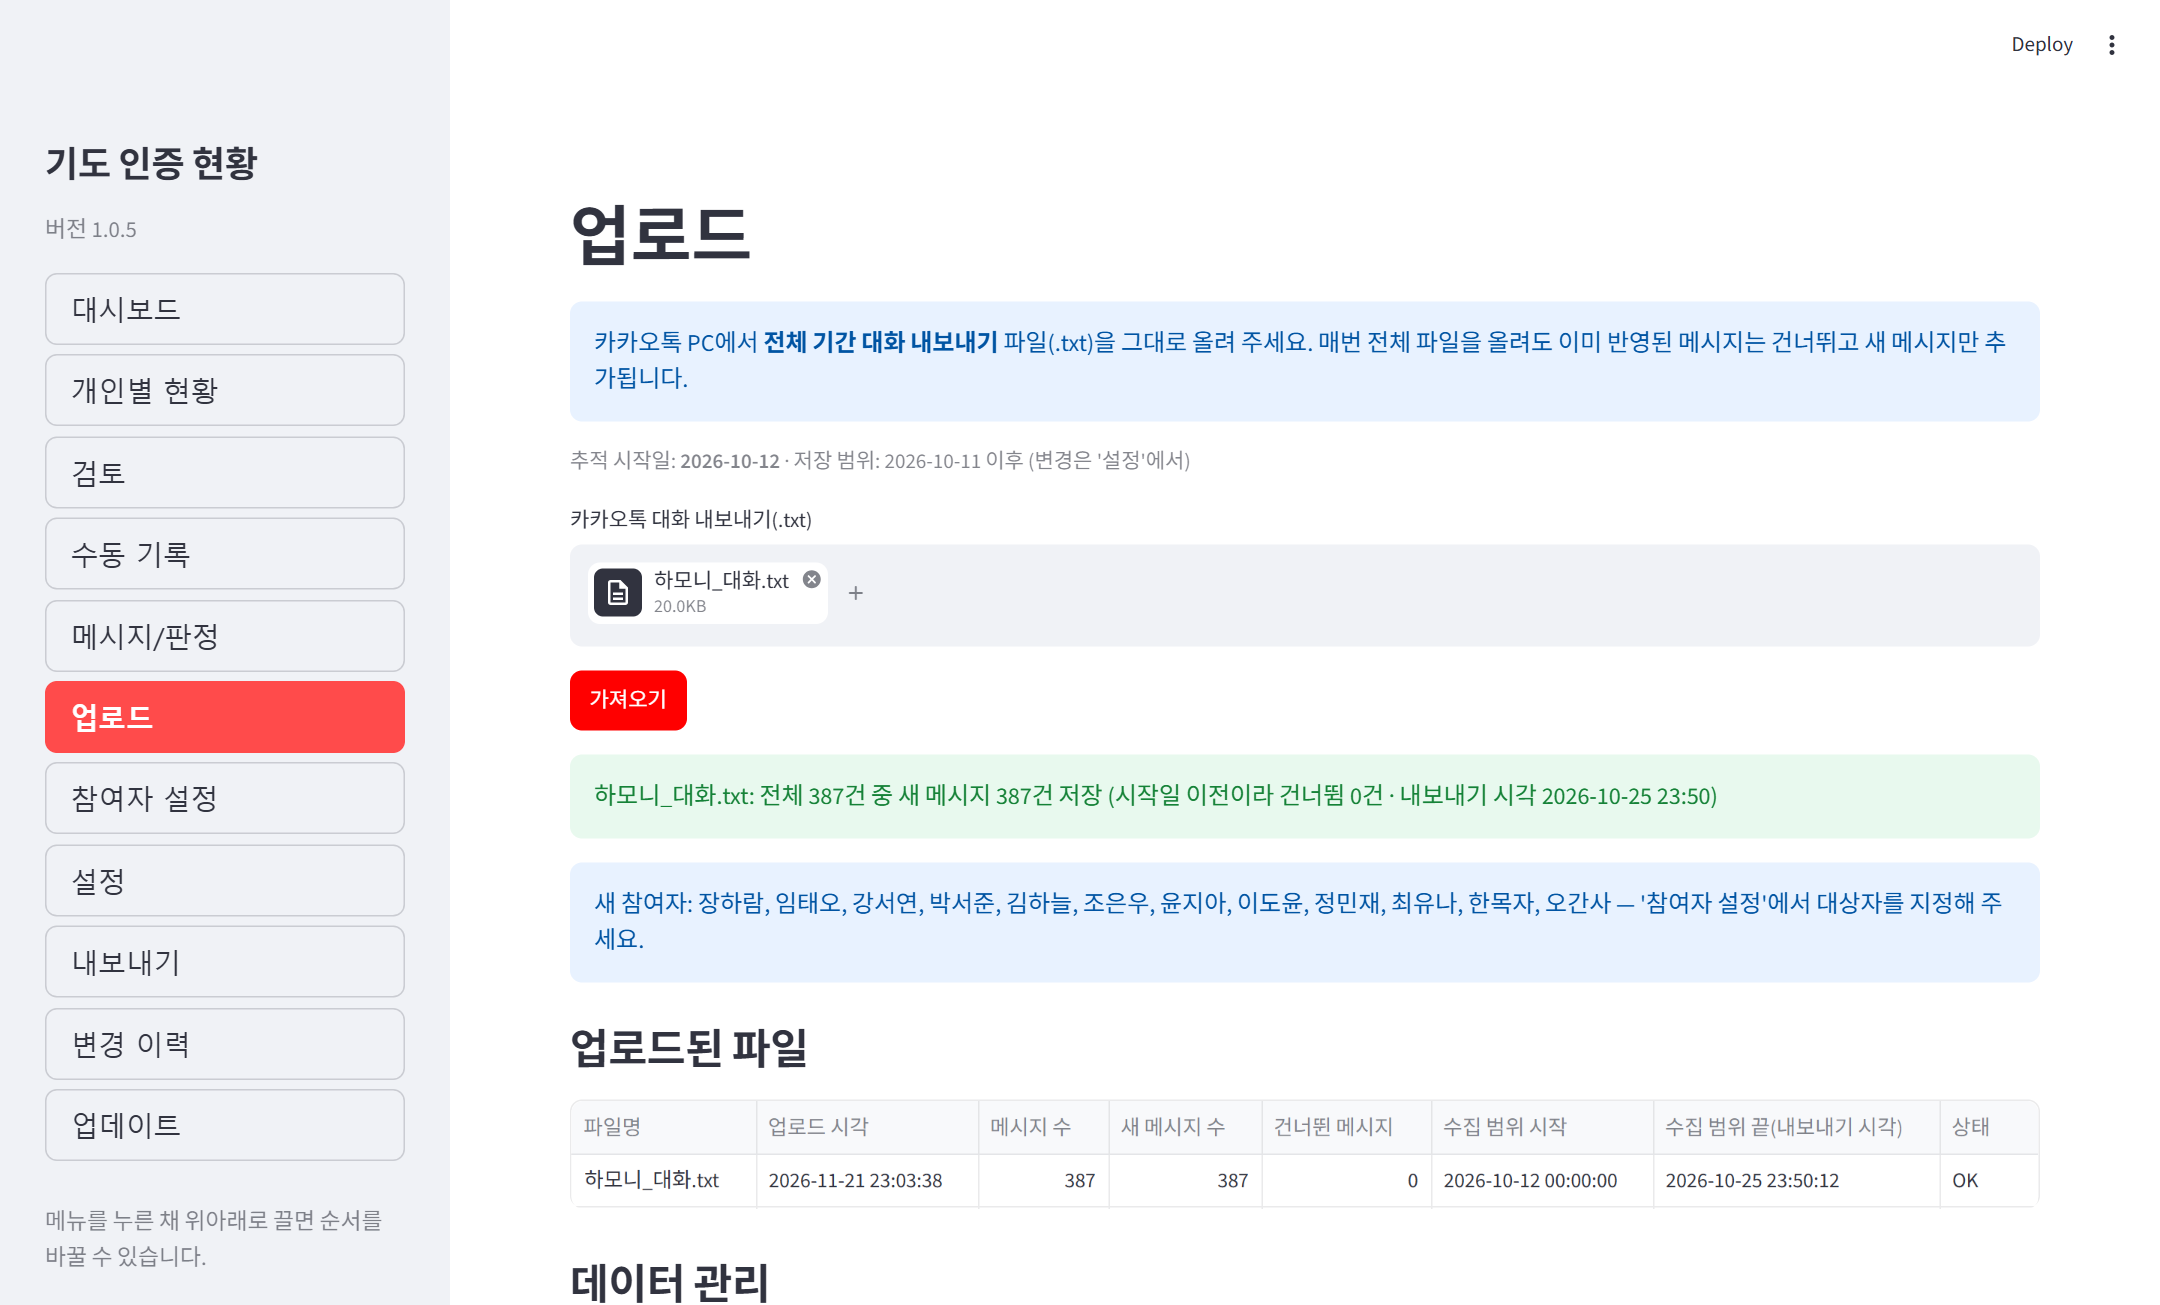 Deploy
기도 인증 현황
버전 1.0.5
대시보드
개인별 현황
검토
수동 기록
메시지/판정
업로드
참여자 설정
설정
내보내기
변경 이력
업데이트
메뉴를 누른 채 위아래로 끌면 순서를
바꿀 수 있습니다.
업로드
카카오톡 PC에서 전체 기간 대화 내보내기 파일(.txt)을 그대로 올려 주세요. 매번 전체 파일을 올려도 이미 반영된 메시지는 건너뛰고 새 메시지만 추
가됩니다.
추적 시작일: 2026-10-12 · 저장 범위: 2026-10-11 이후 (변경은 '설정'에서)
카카오톡 대화 내보내기(.txt)
하모니_대화.txt
20.0KB
가져오기
하모니_대화.txt: 전체 387건 중 새 메시지 387건 저장 (시작일 이전이라 건너뜀 0건 · 내보내기 시각 2026-10-25 23:50)
새 참여자: 장하람, 임태오, 강서연, 박서준, 김하늘, 조은우, 윤지아, 이도윤, 정민재, 최유나, 한목자, 오간사 — '참여자 설정'에서 대상자를 지정해 주
세요.
업로드된 파일
파일명 업로드 시각 메시지 수 새 메시지 수 건너뛴 메시지 수집 범위 시작 수집 범위 끝(내보내기 시각) 상태
하모니_대화.txt 2026-11-21 23:03:38 387 387 0 2026-10-12 00:00:00 2026-10-25 23:50:12 OK
데이터 관리